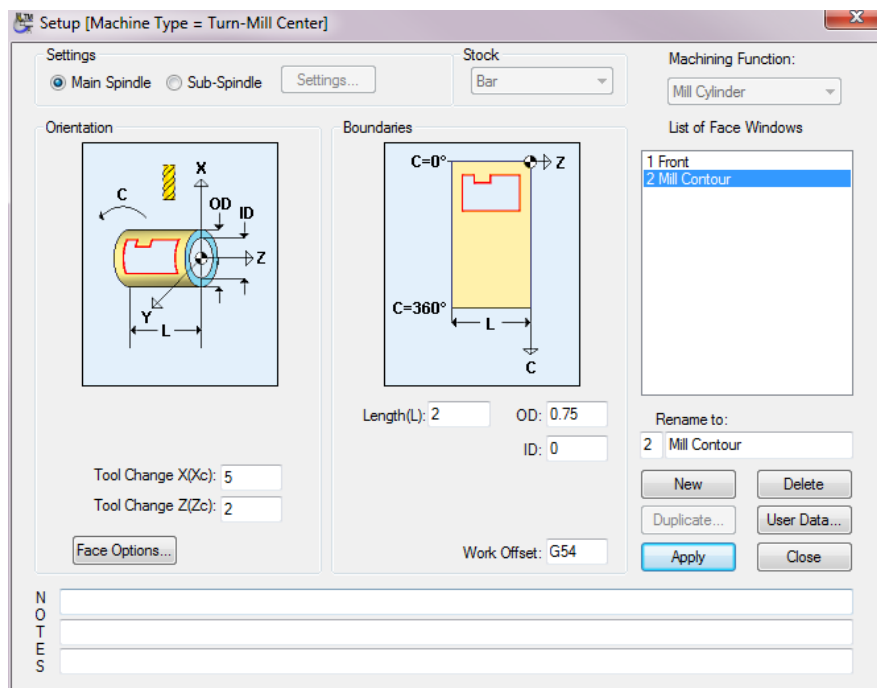 Setup [Machine Type = Turn-Mill Center]
Settings
Main Spindle
Sub-Spindle
Settings...
Stock
Bar
Machining Function:
Mill Cylinder
Orientation
X
C
OD
ID
Z
Y
L
Boundaries
C=0°
Z
C=360°
L
C
List of Face Windows
1 Front
2 Mill Contour
Length(L): 2
OD: 0.75
ID: 0
Tool Change X(Xc): 5
Tool Change Z(Zc): 2
Face Options...
Work Offset: G54
Rename to:
2 Mill Contour
New
Delete
Duplicate...
User Data...
Apply
Close
NOTES